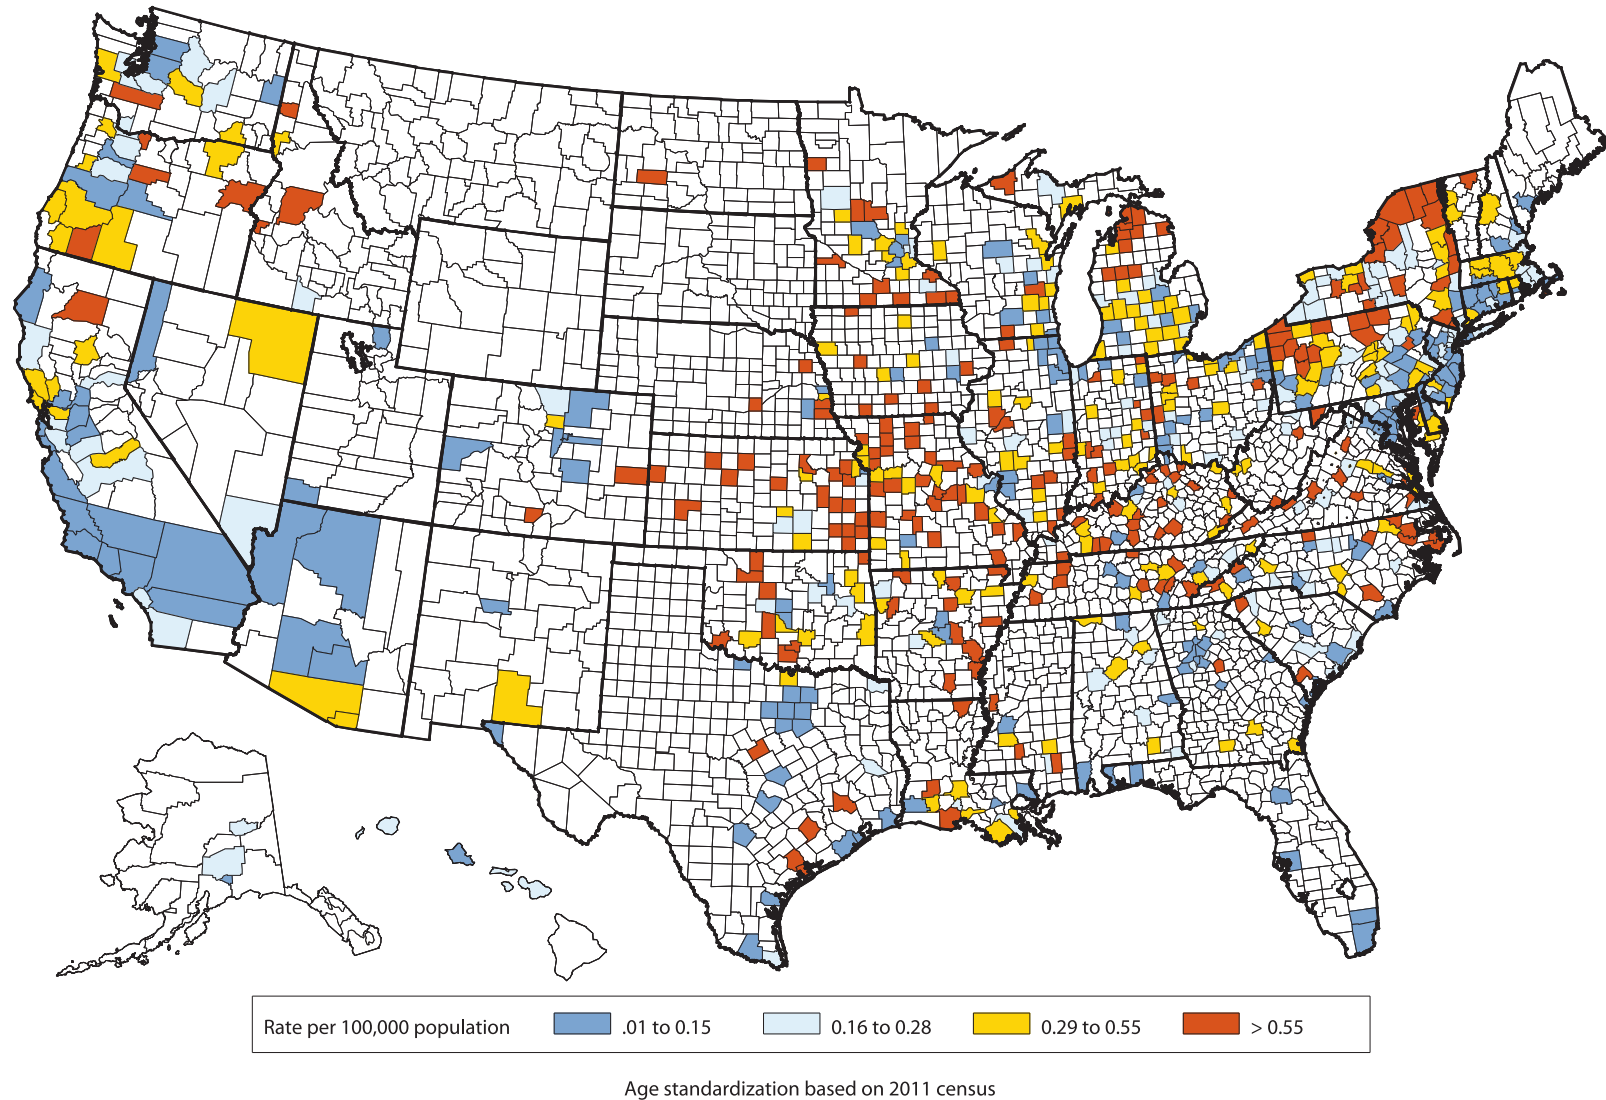 Rate per 100,000 population .01 to 0.15 0.16 to 0.28 0.29 to 0.55 > 0.55
Age standardization based on 2011 census